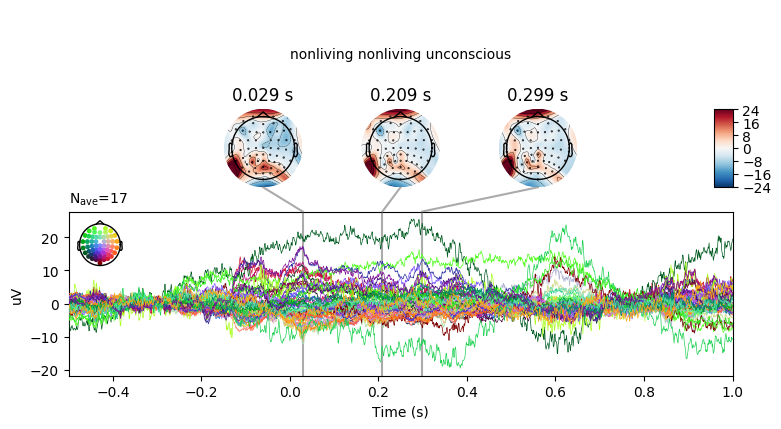 nonliving nonliving unconscious
0.029 s 0.209 s 0.299 s
24
16
8
0
−8
−16
−24
Nave=17
20
10
0
−10
−20
uV
−0.4 −0.2 0.0 0.2 0.4 0.6 0.8 1.0
Time (s)